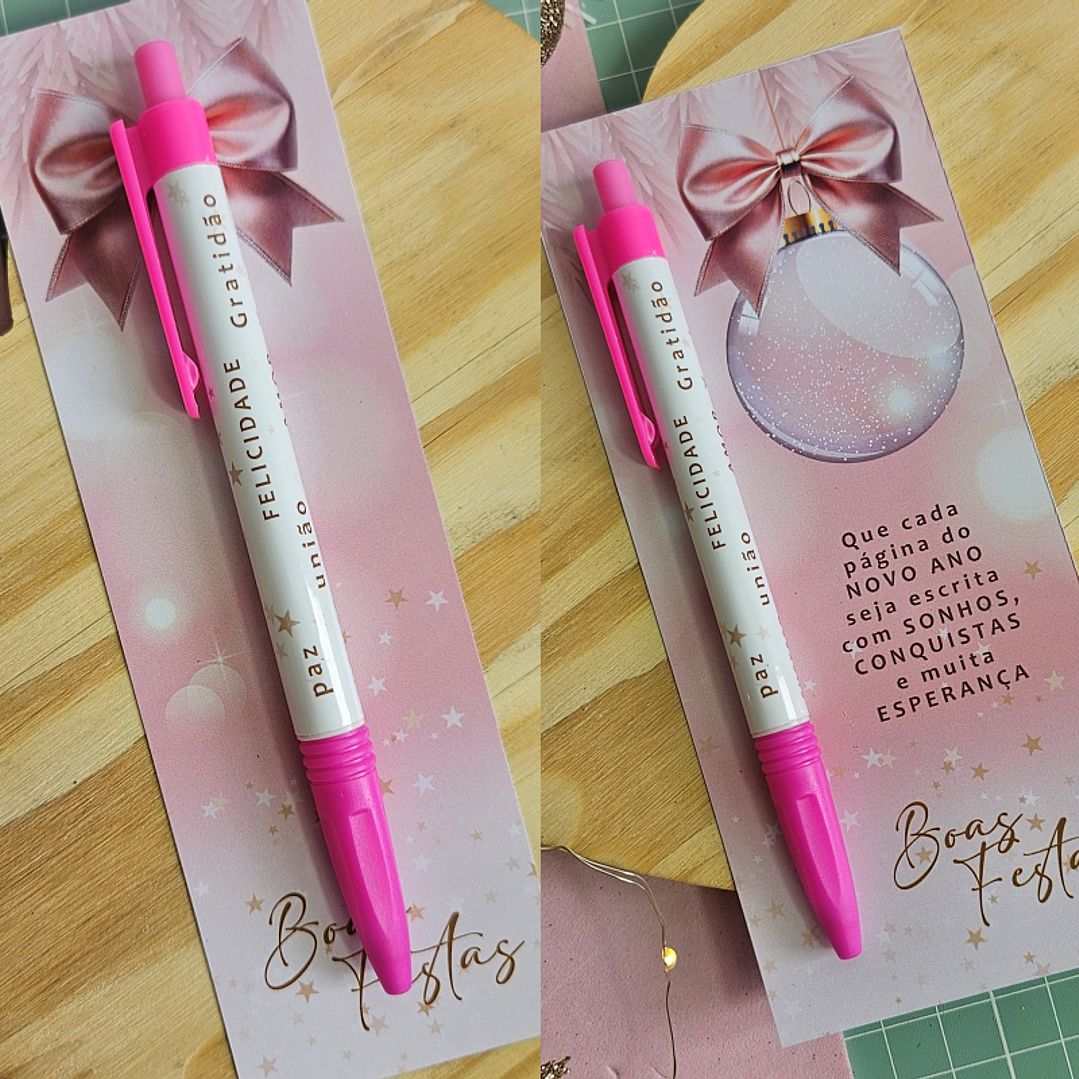 Gratidão
FELICIDADE
união
paz
Boas
Festas
Gratidão
FELICIDADE
união
paz
Que cada
página do
NOVO ANO
seja escrita
com SONHOS,
CONQUISTAS
e muita
ESPERANÇA
Boas
Festa